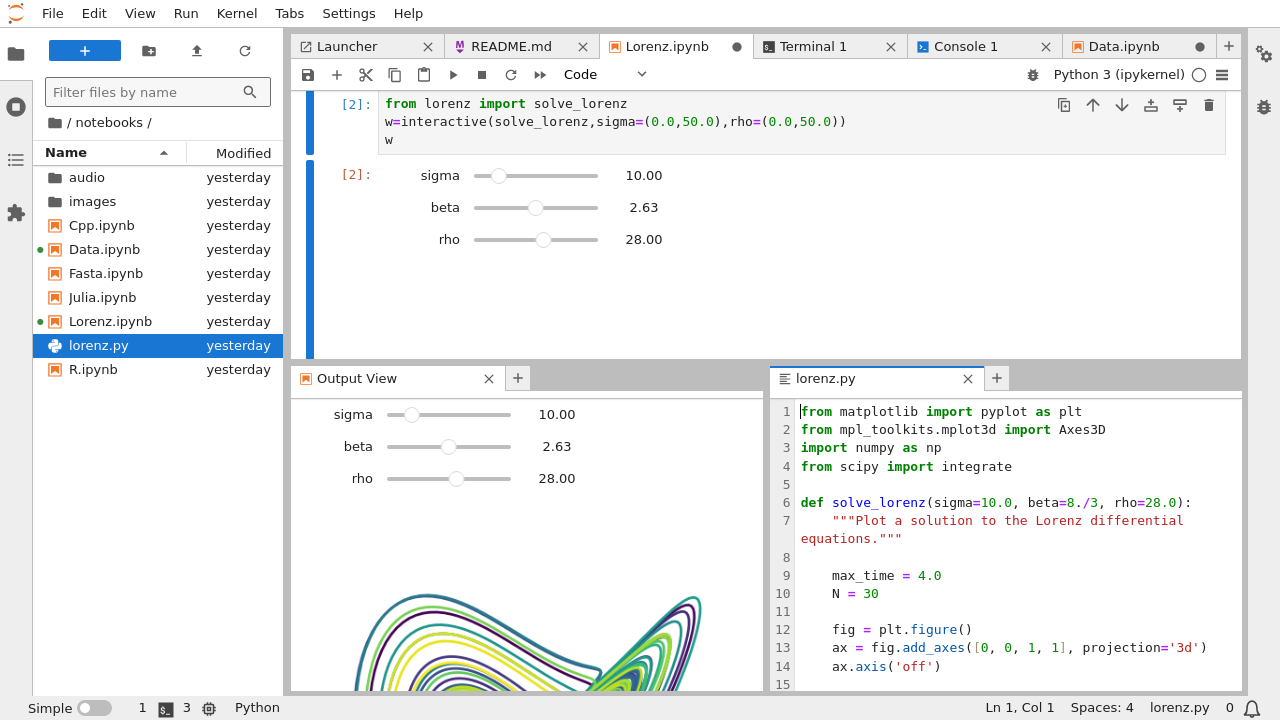 File Edit View Run Kernel Tabs Settings Help
Filter files by name
/ notebooks /
Name Modified
audio yesterday
images yesterday
Cpp.ipynb yesterday
Data.ipynb yesterday
Fasta.ipynb yesterday
Julia.ipynb yesterday
Lorenz.ipynb yesterday
lorenz.py yesterday
R.ipynb yesterday
Launcher README.md Lorenz.ipynb Terminal 1 Console 1 Data.ipynb
Code Python 3 (ipykernel)
[2]: from lorenz import solve_lorenz
w=interactive(solve_lorenz,sigma=(0.0,50.0),rho=(0.0,50.0))
w
[2]: sigma 10.00
beta 2.63
rho 28.00
Output View
sigma 10.00
beta 2.63
rho 28.00
lorenz.py
1 from matplotlib import pyplot as plt
2 from mpl_toolkits.mplot3d import Axes3D
3 import numpy as np
4 from scipy import integrate
5
6 def solve_lorenz(sigma=10.0, beta=8./3, rho=28.0):
7     """Plot a solution to the Lorenz differential
equations."""
8
9     max_time = 4.0
10     N = 30
11
12     fig = plt.figure()
13     ax = fig.add_axes([0, 0, 1, 1], projection='3d')
14     ax.axis('off')
15
Simple 1 3 Python Ln 1, Col 1 Spaces: 4 lorenz.py 0